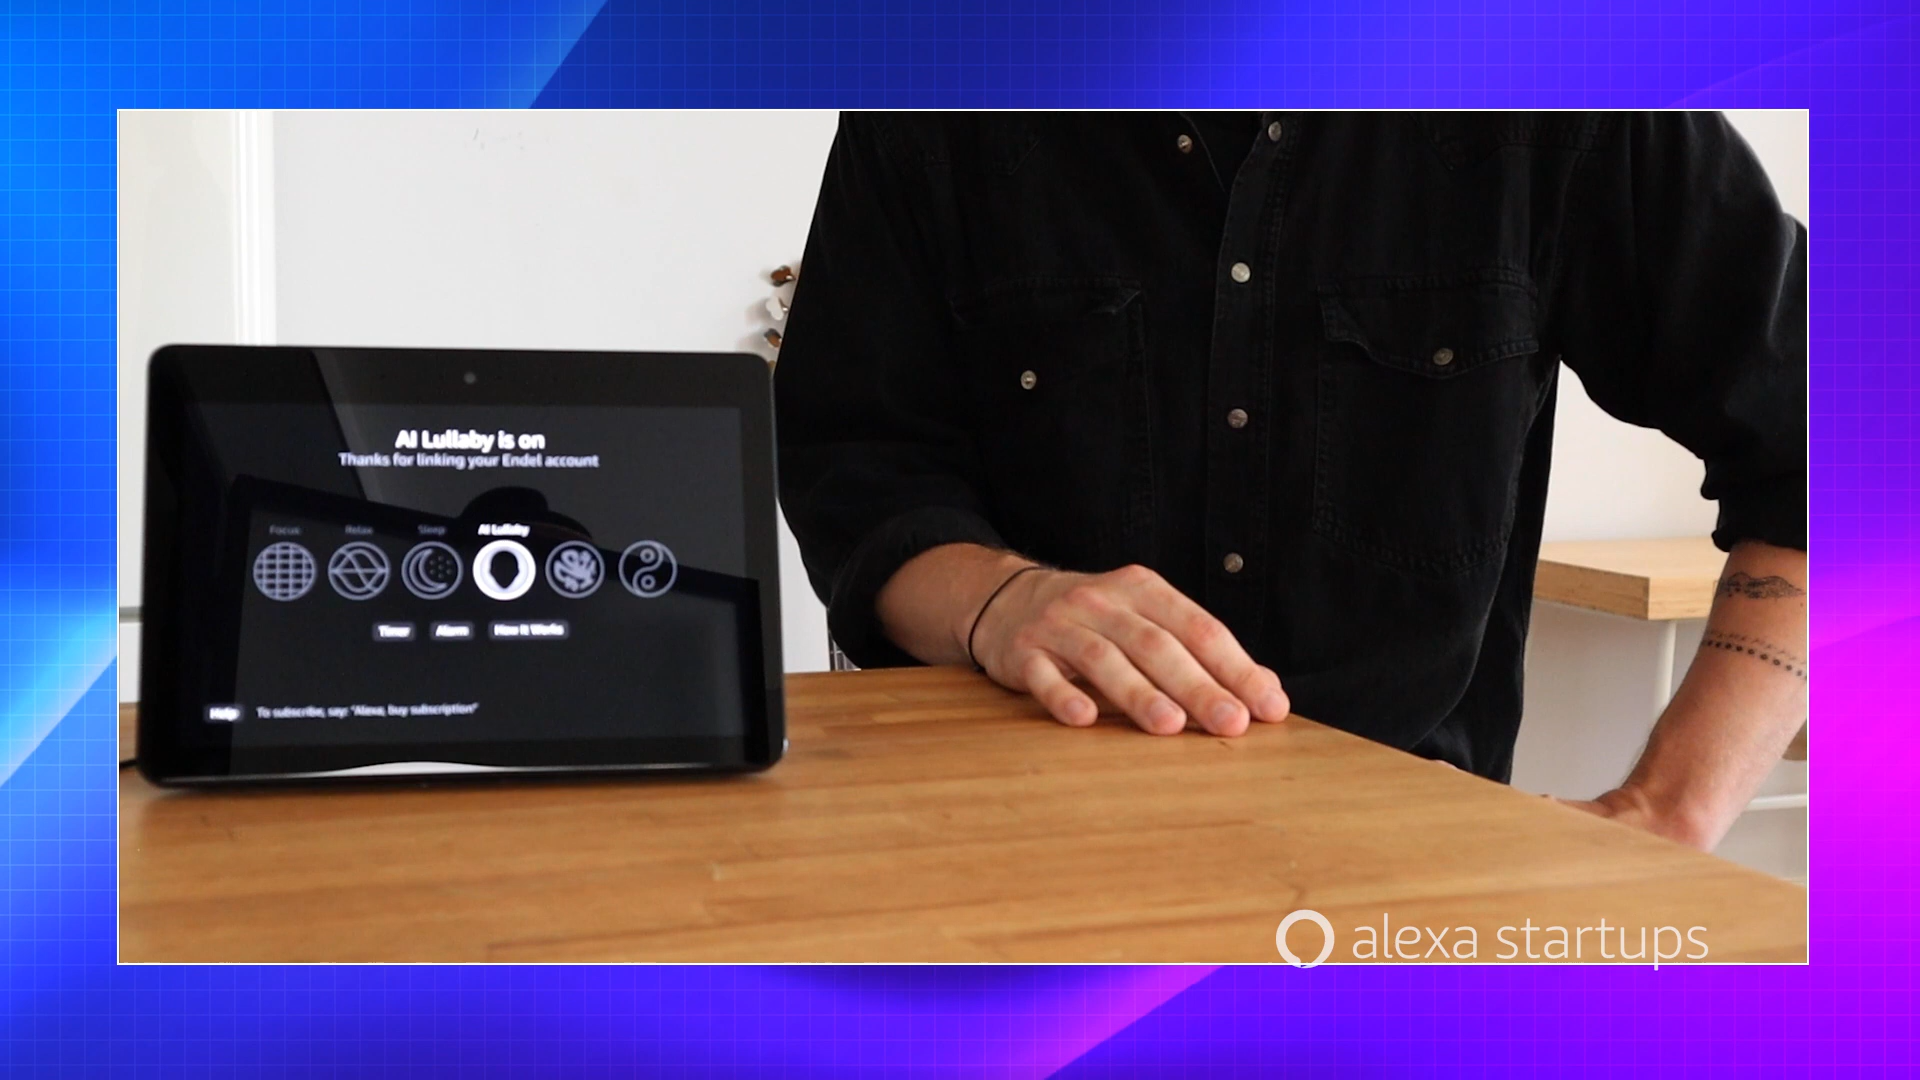 AI Lullaby is on
Thanks for linking your Endel account
Focus Relax Sleep AI Lullaby
Timer Alarm How It Works
Help To subscribe, say: "Alexa, buy subscription"
alexa startups